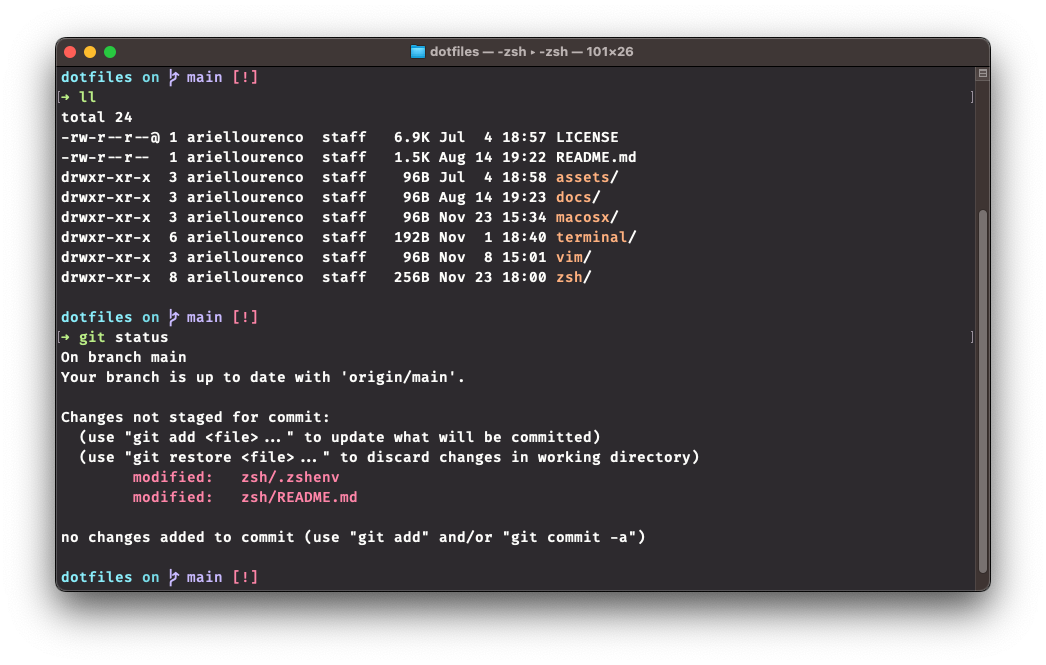 dotfiles — -zsh ▸ -zsh — 101×26
dotfiles on main [!]
➜ ll
total 24
-rw-r--r--@ 1 ariellourenco  staff   6.9K Jul  4 18:57 LICENSE
-rw-r--r--  1 ariellourenco  staff   1.5K Aug 14 19:22 README.md
drwxr-xr-x  3 ariellourenco  staff    96B Jul  4 18:58 assets/
drwxr-xr-x  3 ariellourenco  staff    96B Aug 14 19:23 docs/
drwxr-xr-x  3 ariellourenco  staff    96B Nov 23 15:34 macosx/
drwxr-xr-x  6 ariellourenco  staff   192B Nov  1 18:40 terminal/
drwxr-xr-x  3 ariellourenco  staff    96B Nov  8 15:01 vim/
drwxr-xr-x  8 ariellourenco  staff   256B Nov 23 18:00 zsh/
dotfiles on main [!]
➜ git status
On branch main
Your branch is up to date with 'origin/main'.
Changes not staged for commit:
  (use "git add <file>..." to update what will be committed)
  (use "git restore <file>..." to discard changes in working directory)
        modified:   zsh/.zshenv
        modified:   zsh/README.md
no changes added to commit (use "git add" and/or "git commit -a")
dotfiles on main [!]